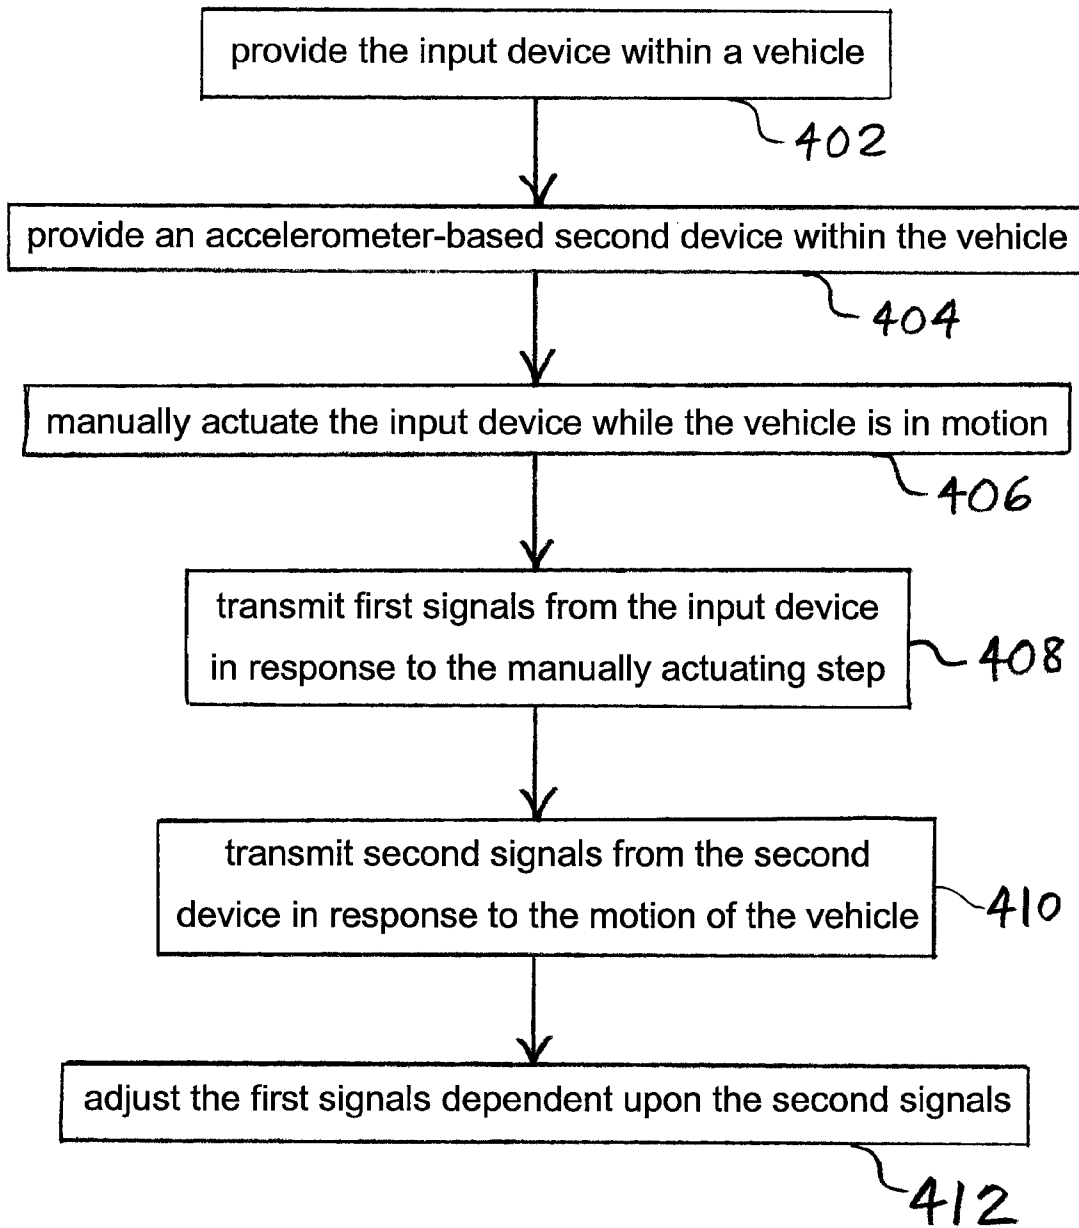 provide the input device within a vehicle
402
provide an accelerometer-based second device within the vehicle
404
manually actuate the input device while the vehicle is in motion
406
transmit first signals from the input device
in response to the manually actuating step
408
transmit second signals from the second
device in response to the motion of the vehicle
410
adjust the first signals dependent upon the second signals
412